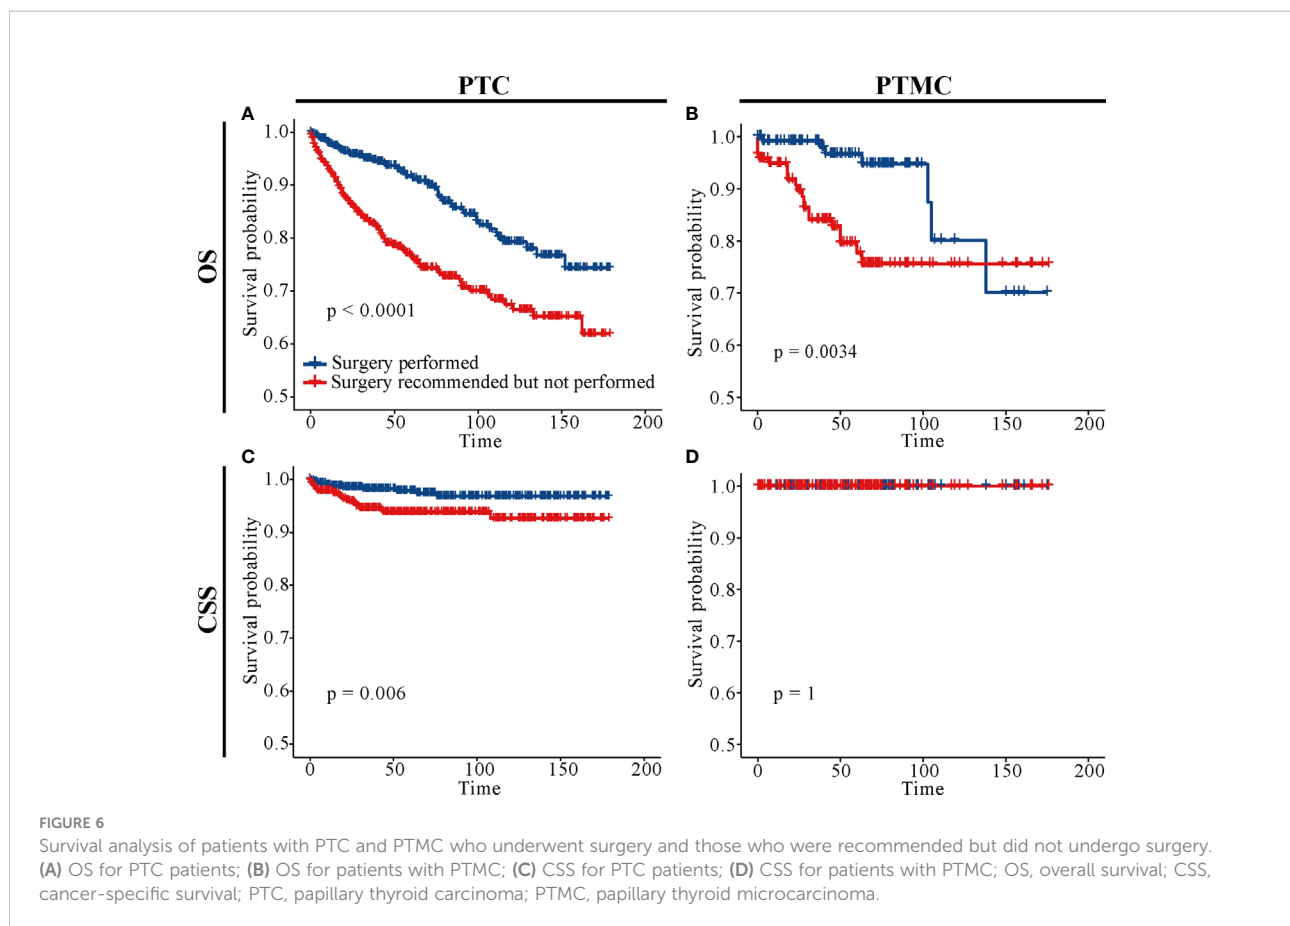 PTC
PTMC
A
B
OS
Survival probability
1.0
0.9
0.8
0.7
0.6
0.5
p < 0.0001
Surgery performed
Surgery recommended but not performed
0
50
100
150
200
Time
Survival probability
1.0
0.9
0.8
0.7
0.6
0.5
p = 0.0034
0
50
100
150
200
Time
C
D
CSS
Survival probability
1.0
0.9
0.8
0.7
0.6
0.5
p = 0.006
0
50
100
150
200
Time
Survival probability
1.0
0.9
0.8
0.7
0.6
0.5
p = 1
0
50
100
150
200
Time
FIGURE 6
Survival analysis of patients with PTC and PTMC who underwent surgery and those who were recommended but did not undergo surgery.
(A) OS for PTC patients; (B) OS for patients with PTMC; (C) CSS for PTC patients; (D) CSS for patients with PTMC; OS, overall survival; CSS,
cancer-specific survival; PTC, papillary thyroid carcinoma; PTMC, papillary thyroid microcarcinoma.